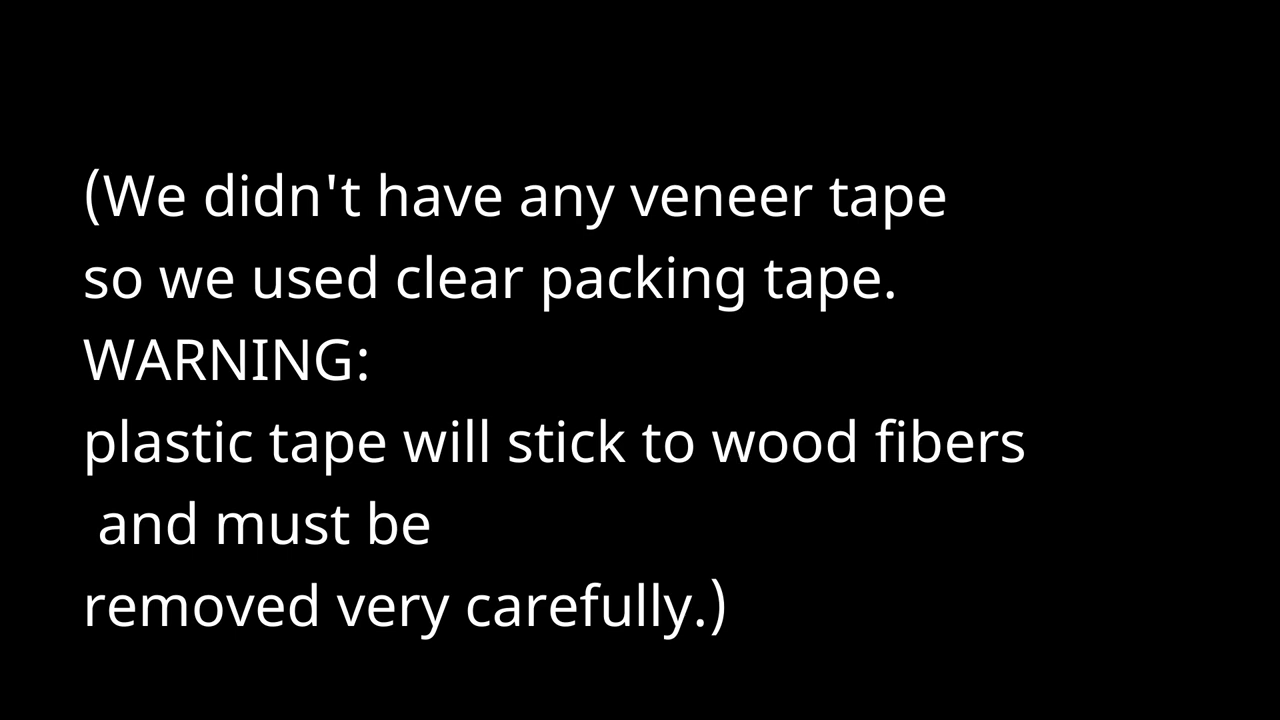 (We didn't have any veneer tape
so we used clear packing tape.
WARNING:
plastic tape will stick to wood fibers
and must be
removed very carefully.)